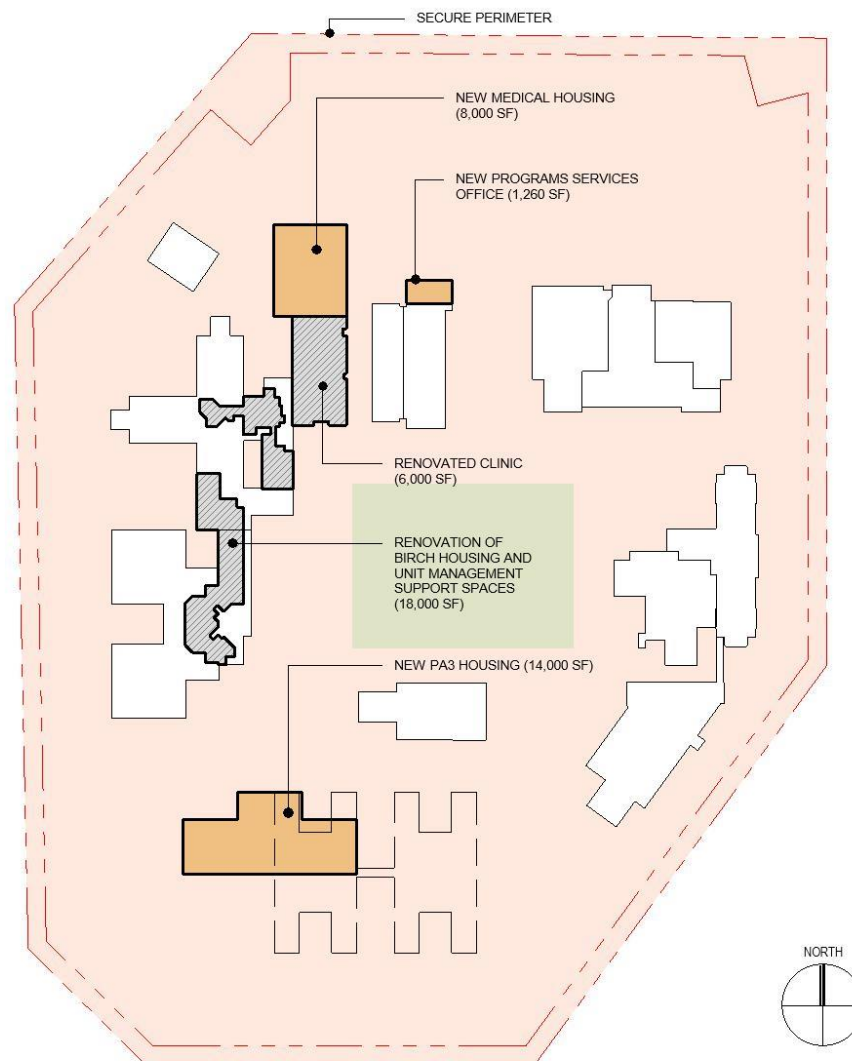 SECURE PERIMETER
NEW MEDICAL HOUSING
(8,000 SF)
NEW PROGRAMS SERVICES
OFFICE (1,260 SF)
RENOVATED CLINIC
(6,000 SF)
RENOVATION OF
BIRCH HOUSING AND
UNIT MANAGEMENT
SUPPORT SPACES
(18,000 SF)
NEW PA3 HOUSING (14,000 SF)
NORTH